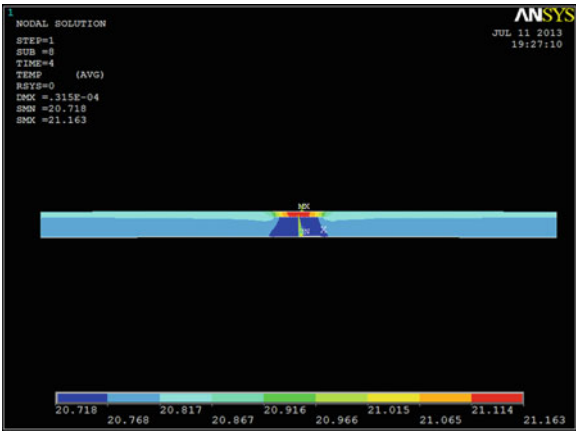 1
NODAL SOLUTION
ANSYS
JUL 11 2013
19:27:10
STEP=1
SUB =8
TIME=4
TEMP (AVG)
RSYS=0
DMX =.315E-04
SMN =20.718
SMX =21.163
MX
X
20.718 20.817 20.916 21.015 21.114
20.768 20.867 20.966 21.065 21.163